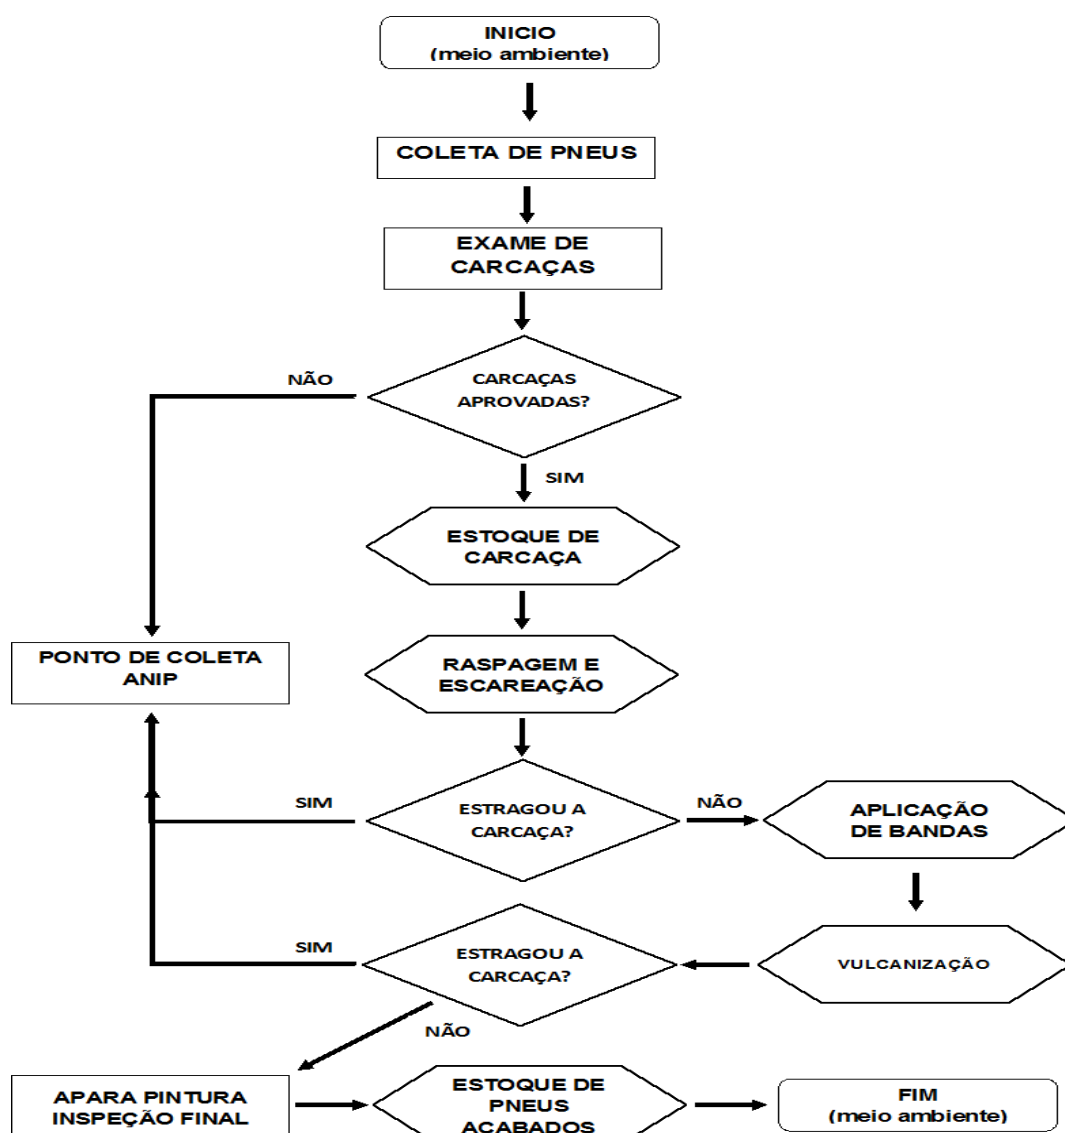 INICIO
(meio ambiente)
COLETA DE PNEUS
EXAME DE
CARCAÇAS
NÃO
CARCAÇAS
APROVADAS?
SIM
ESTOQUE DE
CARCAÇA
PONTO DE COLETA
ANIP
RASPAGEM E
ESCAREAÇÃO
SIM
ESTRAGOU A
CARCAÇA?
NÃO
APLICAÇÃO
DE BANDAS
SIM
ESTRAGOU A
CARCAÇA?
VULCANIZAÇÃO
NÃO
APARA PINTURA
INSPEÇÃO FINAL
ESTOQUE DE
PNEUS
ACABADOS
FIM
(meio ambiente)